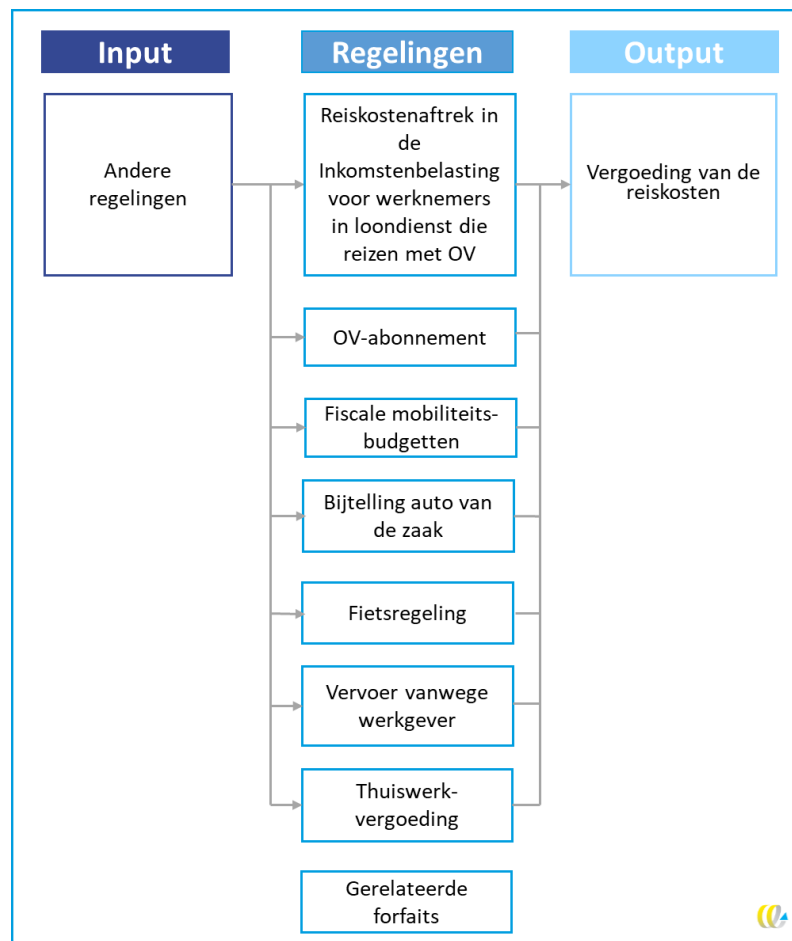 Input
Regelingen
Output
Andere
regelingen
Reiskostenaftrek in
de
Inkomstenbelasting
voor werknemers
in loondienst die
reizen met OV
Vergoeding van de
reiskosten
OV-abonnement
Fiscale mobiliteits-
budgetten
Bijtelling auto van
de zaak
Fietsregeling
Vervoer vanwege
werkgever
Thuiswerk-
vergoeding
Gerelateerde
forfaits